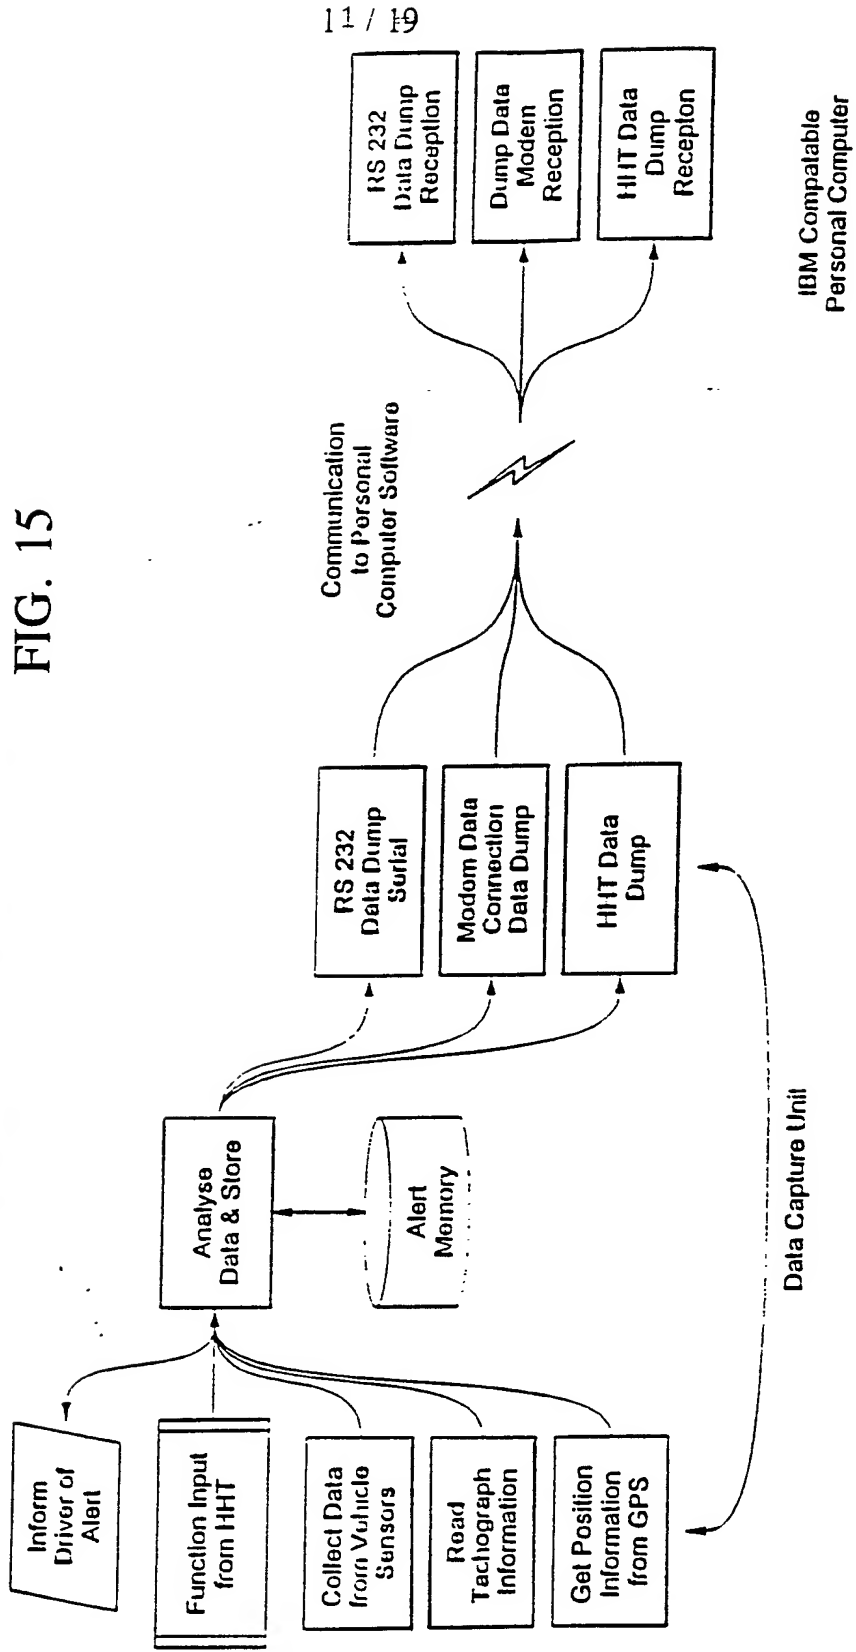 11 / 19
FIG. 15
Inform
Driver of
Alert
Function Input
from HHT
Collect Data
from Vehicle
Sensors
Read
Tachograph
Information
Get Position
Information
from GPS
Analyse
Data & Store
Alert
Memory
RS 232
Data Dump
Serial
Modem Data
Connection
Data Dump
HHT Data
Dump
Data Capture Unit
Communication
to Personal
Computer Software
RS 232
Data Dump
Reception
Dump Data
Modem
Reception
HHT Data
Dump
Recepton
IBM Compatable
Personal Computer